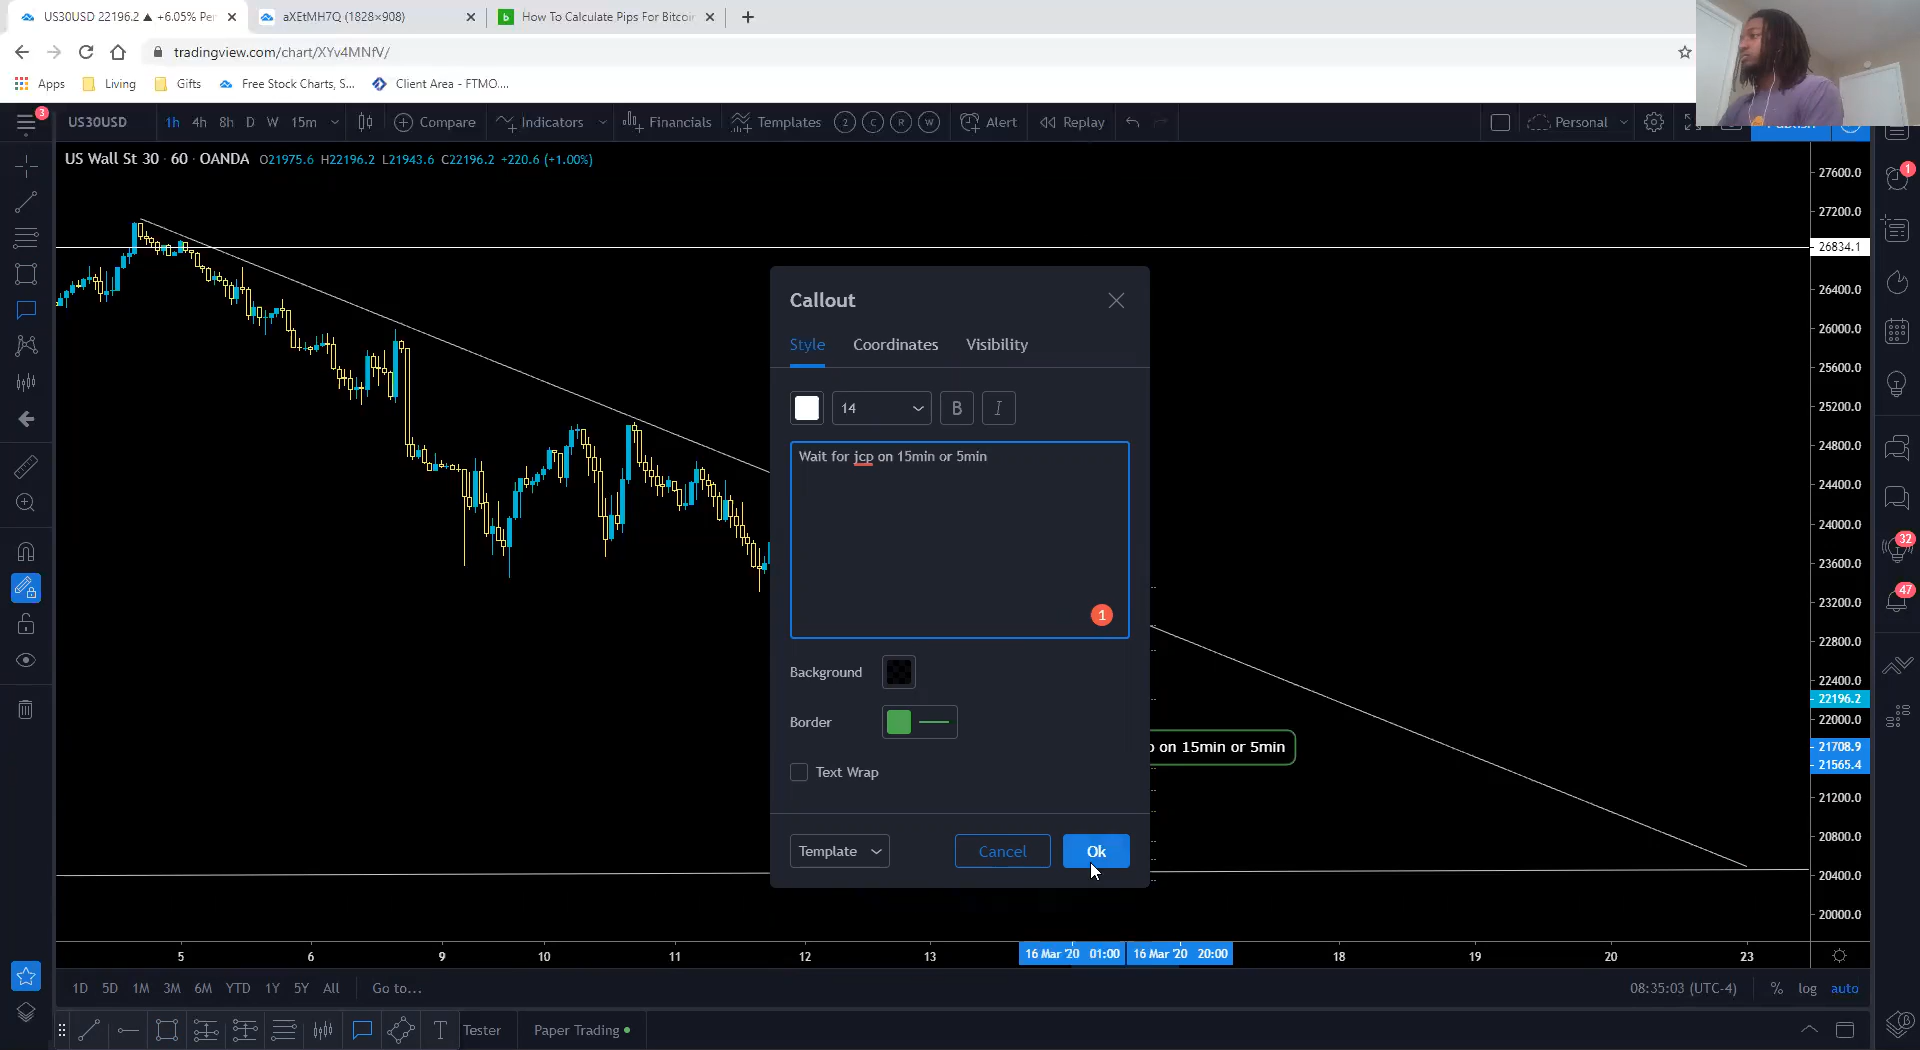 US30USD 22196.2 ▲ +6.05% Per
aXEtMH7Q (1828×908)
How To Calculate Pips For Bitcoin
tradingview.com/chart/XYv4MNfV/
Apps
Living
Gifts
Free Stock Charts, S...
Client Area - FTMO....
3
US30USD
1h 4h 8h D W 15m
Compare
Indicators
Financials
Templates
2 C R W
Alert
Replay
Personal
US Wall St 30 · 60 · OANDA O21975.6 H22196.2 L21943.6 C22196.2 +220.6 (+1.00%)
27600.0
27200.0
26834.1
26400.0
26000.0
25600.0
25200.0
24800.0
24400.0
24000.0
23600.0
23200.0
22800.0
22400.0
22196.2
22000.0
21708.9
21565.4
21200.0
20800.0
20400.0
20000.0
1
32
47
Callout
Style Coordinates Visibility
14
B I
Wait for jcp on 15min or 5min
1
Background
Border
Text Wrap
Template
Cancel
Ok
on 15min or 5min
5 6 9 10 11 12 13 16 Mar '20 01:00 16 Mar '20 20:00 18 19 20 23
1D 5D 1M 3M 6M YTD 1Y 5Y All Go to...
08:35:03 (UTC-4) % log auto
T
Tester
Paper Trading